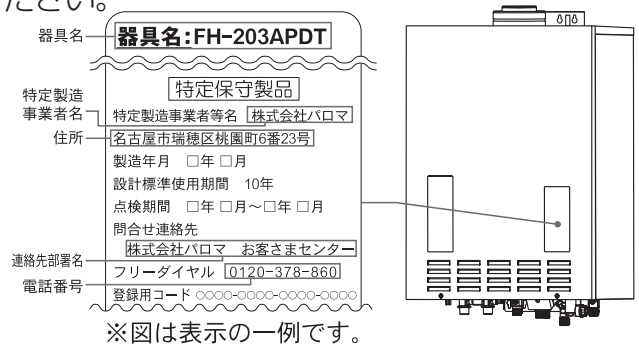 ださい。
器具名
器具名:FH-203APDT
特定保守製品
特定製造
事業者名
特定製造事業者等名 株式会社パロマ
住所
名古屋市瑞穂区桃園町6番23号
製造年月 □年 □月
設計標準使用期間 10年
点検期間 □年 □月～□年 □月
問合せ連絡先
株式会社パロマ お客さまセンター
連絡先部署名
フリーダイヤル 0120-378-860
電話番号
登録用コード ○○○○-○○○○-○○○○-○○○○
※図は表示の一例です。